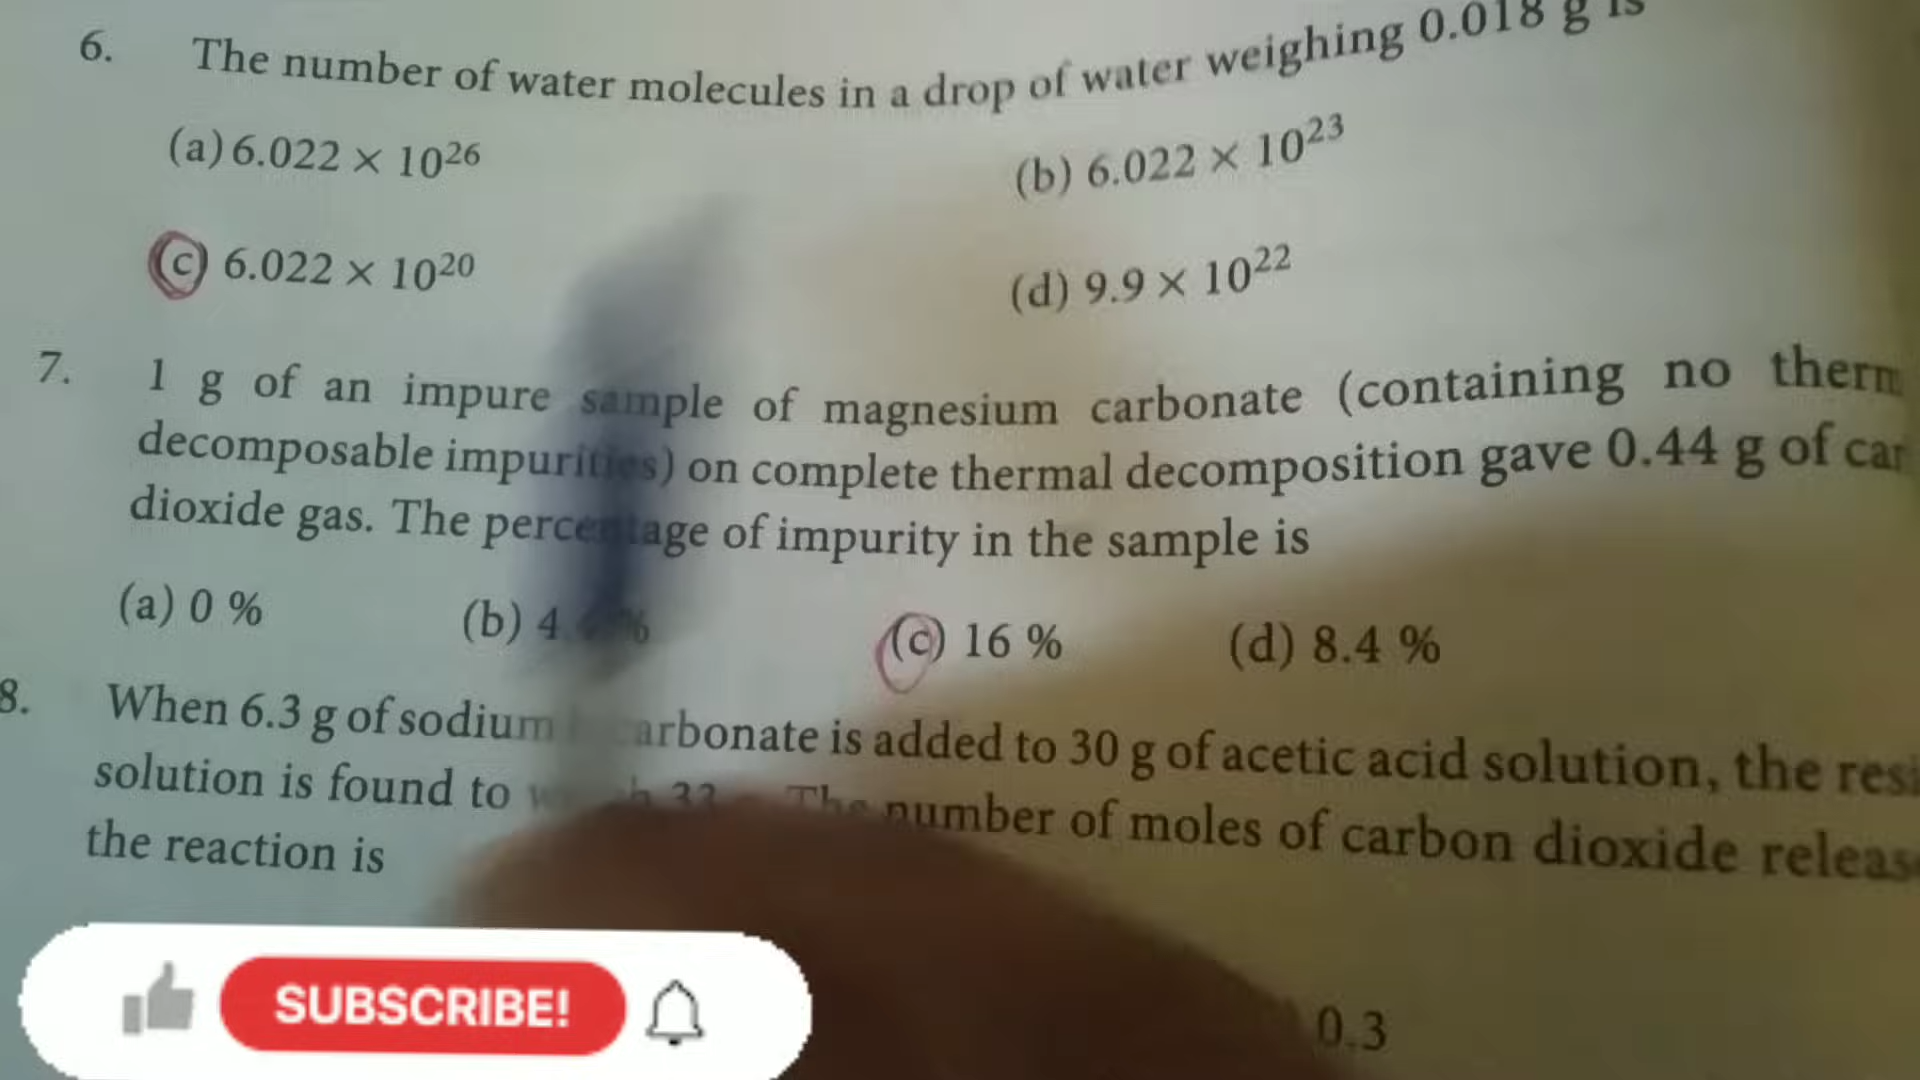 6. The number of water molecules in a drop of water weighing 0.018 g is
(a) 6.022 × 10²⁶ (b) 6.022 × 10²³
(c) 6.022 × 10²⁰ (d) 9.9 × 10²²
7. 1 g of an impure sample of magnesium carbonate (containing no therm
decomposable impurities) on complete thermal decomposition gave 0.44 g of car
dioxide gas. The percentage of impurity in the sample is
(a) 0 % (b) 4. % (c) 16 % (d) 8.4 %
8. When 6.3 g of sodium arbonate is added to 30 g of acetic acid solution, the resi
solution is found to 33 The number of moles of carbon dioxide releas
the reaction is
0.3
SUBSCRIBE!